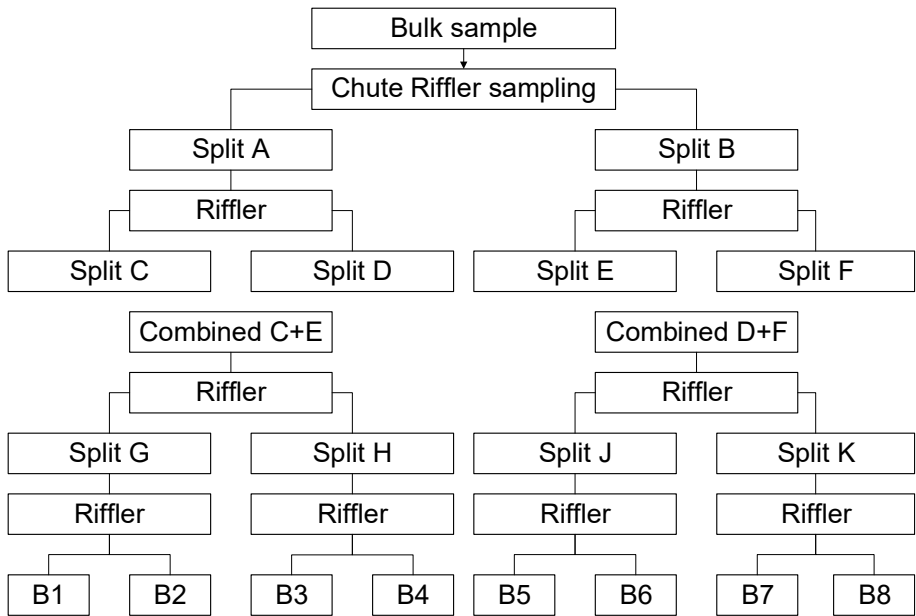 Bulk sample
Chute Riffler sampling
Split A
Split B
Riffler
Riffler
Split C
Split D
Split E
Split F
Combined C+E
Combined D+F
Riffler
Riffler
Split G
Split H
Split J
Split K
Riffler
Riffler
Riffler
Riffler
B1
B2
B3
B4
B5
B6
B7
B8